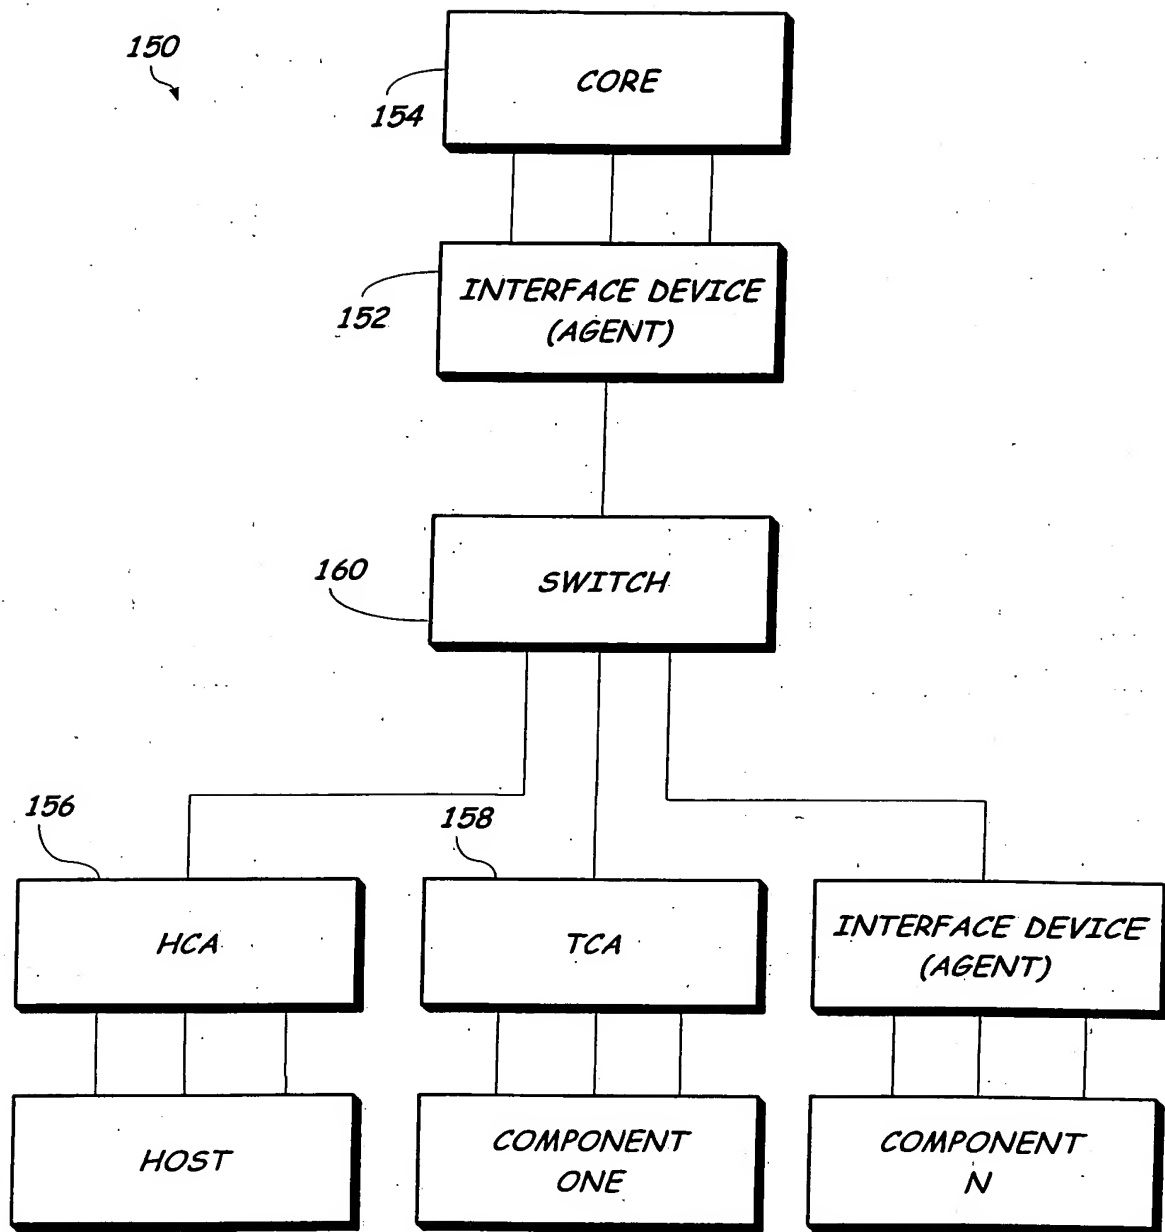 150
CORE
154
INTERFACE DEVICE
(AGENT)
152
SWITCH
160
156
158
HCA
TCA
INTERFACE DEVICE
(AGENT)
HOST
COMPONENT
ONE
COMPONENT
N